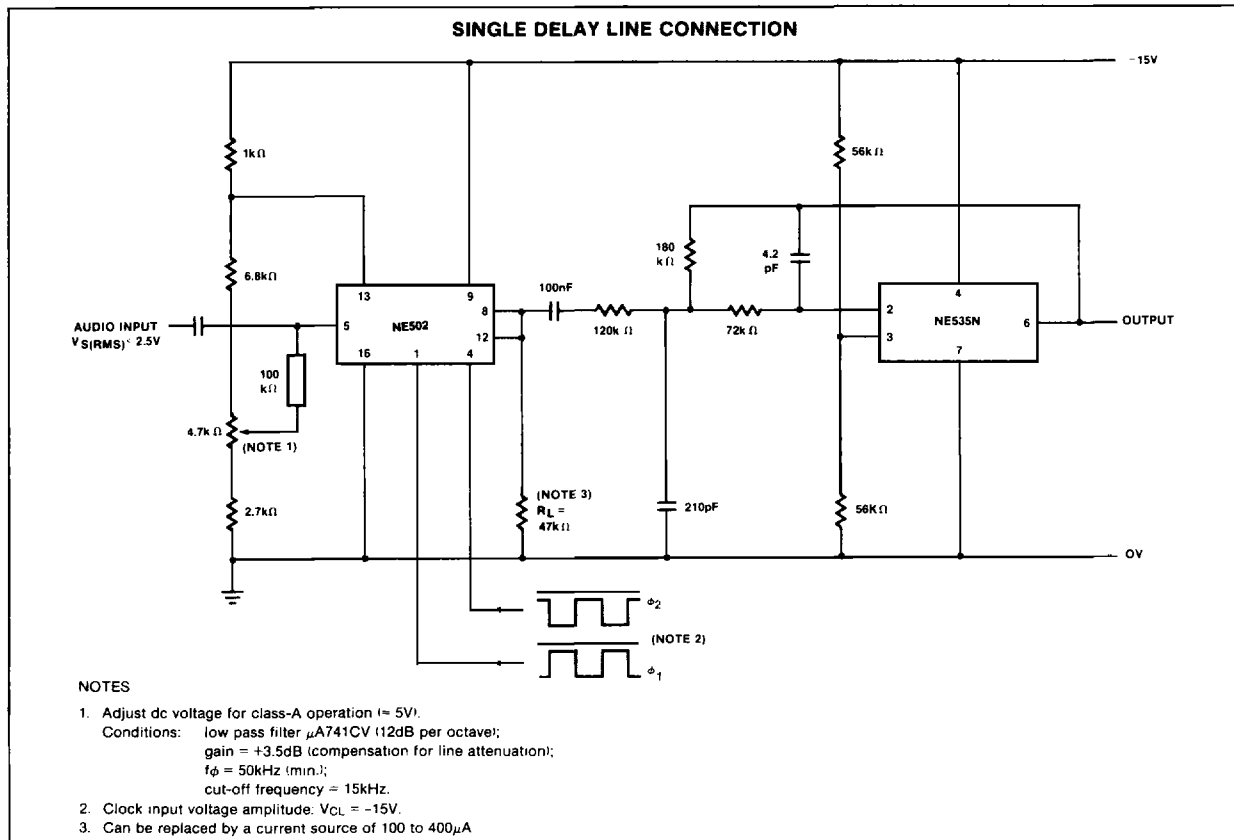 SINGLE DELAY LINE CONNECTION
-15V
1kΩ
56kΩ
6.8kΩ
180
kΩ
4.2
pF
13
9
4
100nF
8
2
AUDIO INPUT
VS(RMS)< 2.5V
5
NE502
12
120kΩ
72kΩ
3
NE535N
6
OUTPUT
16
1
4
7
100
kΩ
4.7kΩ
(NOTE 1)
(NOTE 3)
RL =
47kΩ
210pF
56KΩ
2.7kΩ
0V
ϕ2
(NOTE 2)
ϕ1
NOTES
1. Adjust dc voltage for class-A operation (≈ 5V).
Conditions: low pass filter µA741CV (12dB per octave);
gain = +3.5dB (compensation for line attenuation);
fϕ = 50kHz (min.);
cut-off frequency = 15kHz.
2. Clock input voltage amplitude: VCL = -15V.
3. Can be replaced by a current source of 100 to 400µA